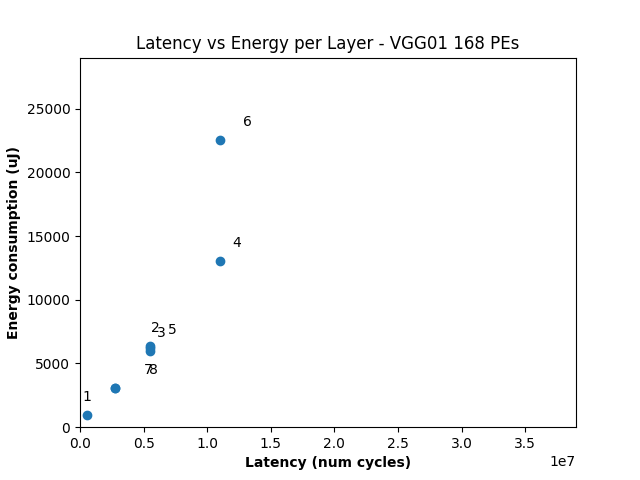 Latency vs Energy per Layer - VGG01 168 PEs
Energy consumption (uJ)
25000
20000
15000
10000
5000
0
6
4
2
3
5
7
8
1
0.0 0.5 1.0 1.5 2.0 2.5 3.0 3.5
1e7
Latency (num cycles)